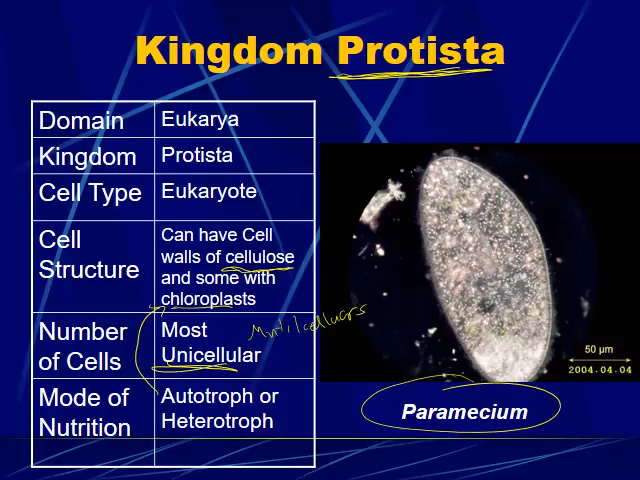 Kingdom Protista
Domain
Eukarya
Kingdom
Protista
Cell Type
Eukaryote
Cell
Structure
Can have Cell
walls of cellulose
and some with
chloroplasts
Number
of Cells
Most
Unicellular
Mode of
Nutrition
Autotroph or
Heterotroph
50 µm
2004.04.04
Paramecium